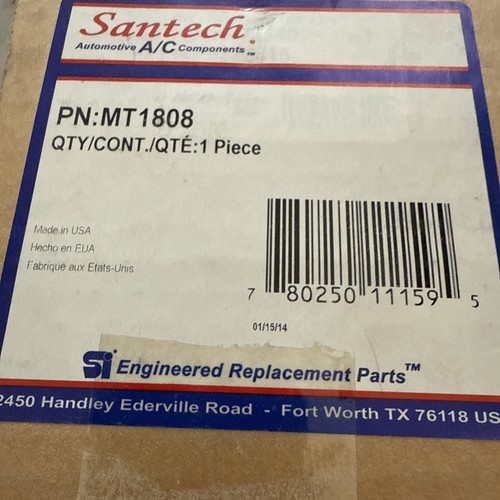 Santech.
Automotive A/C Components™
PN:MT1808
QTY/CONT./QTÉ:1 Piece
Made in USA
Hecho en EUA
Fabriqué aux Etats-Unis
7 80250 11159 5
01/15/14
Si Engineered Replacement Parts™
2450 Handley Ederville Road - Fort Worth TX 76118 US